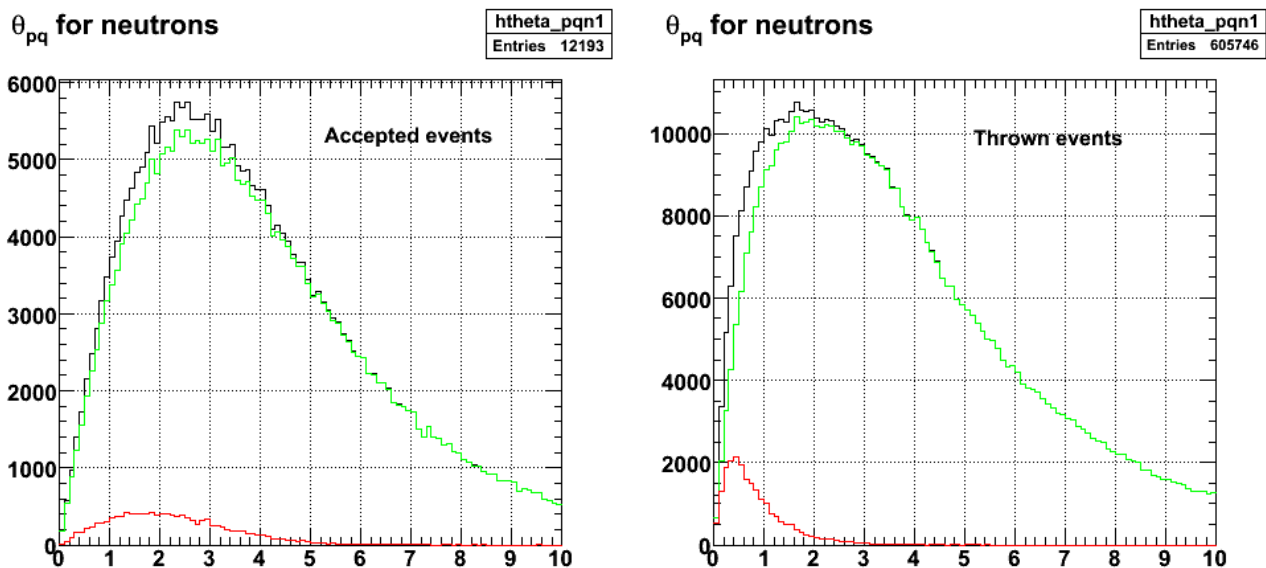 θpq for neutrons
htheta_pqn1
Entries 12193
6000
5000
4000
3000
2000
1000
0
Accepted events
0 1 2 3 4 5 6 7 8 9 10
θpq for neutrons
htheta_pqn1
Entries 605746
10000
8000
6000
4000
2000
0
Thrown events
0 1 2 3 4 5 6 7 8 9 10